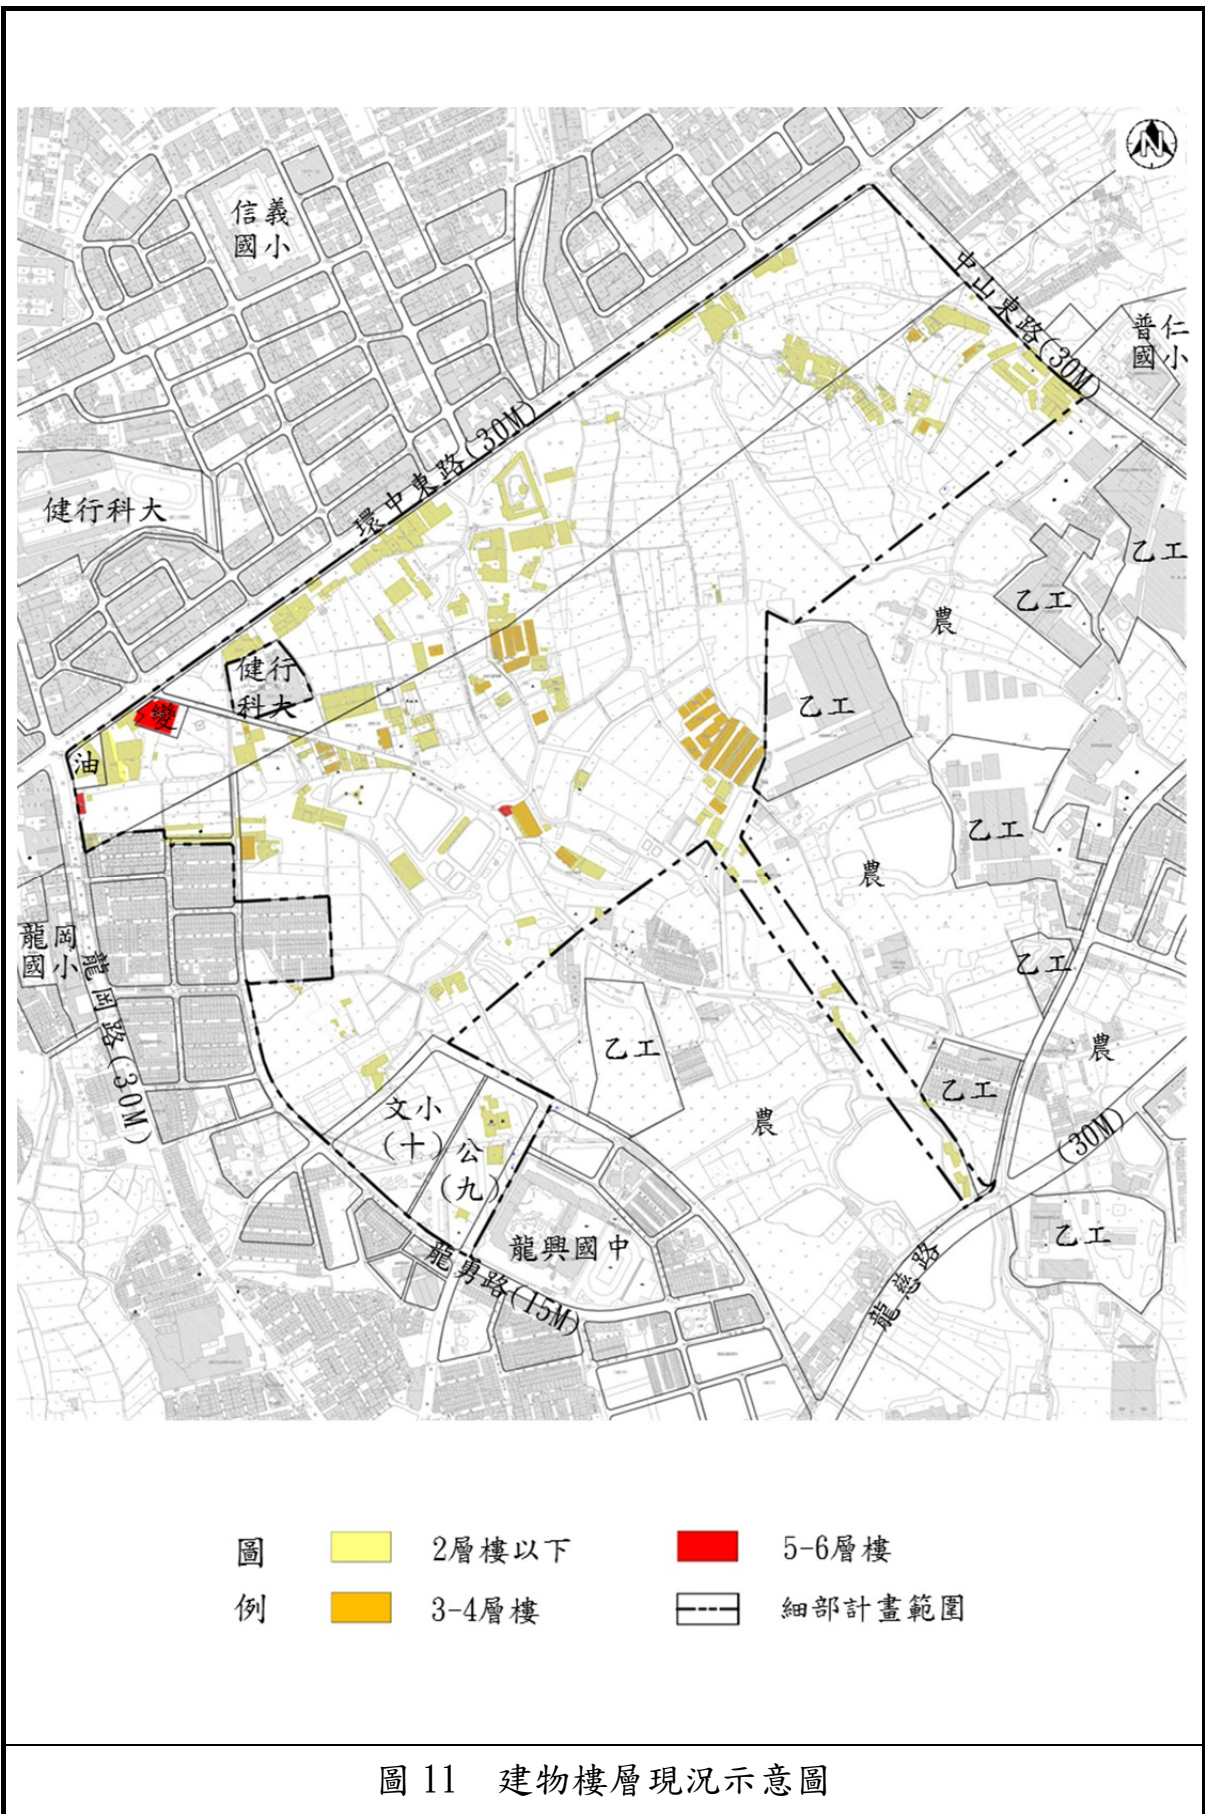 N
信義
國小
中山東路(30M)
普仁
國小
環中東路(30M)
健行科大
乙工
乙工
農
健行
科大
變
乙工
油
乙工
農
龍岡
國小
龍岡路(30M)
乙工
乙工
農
乙工
文小
(十)
公
(九)
農
(30M)
龍興國中
乙工
龍勇路(15M)
龍慈路
圖
例
2層樓以下
5-6層樓
3-4層樓
細部計畫範圍
圖 11 建物樓層現況示意圖